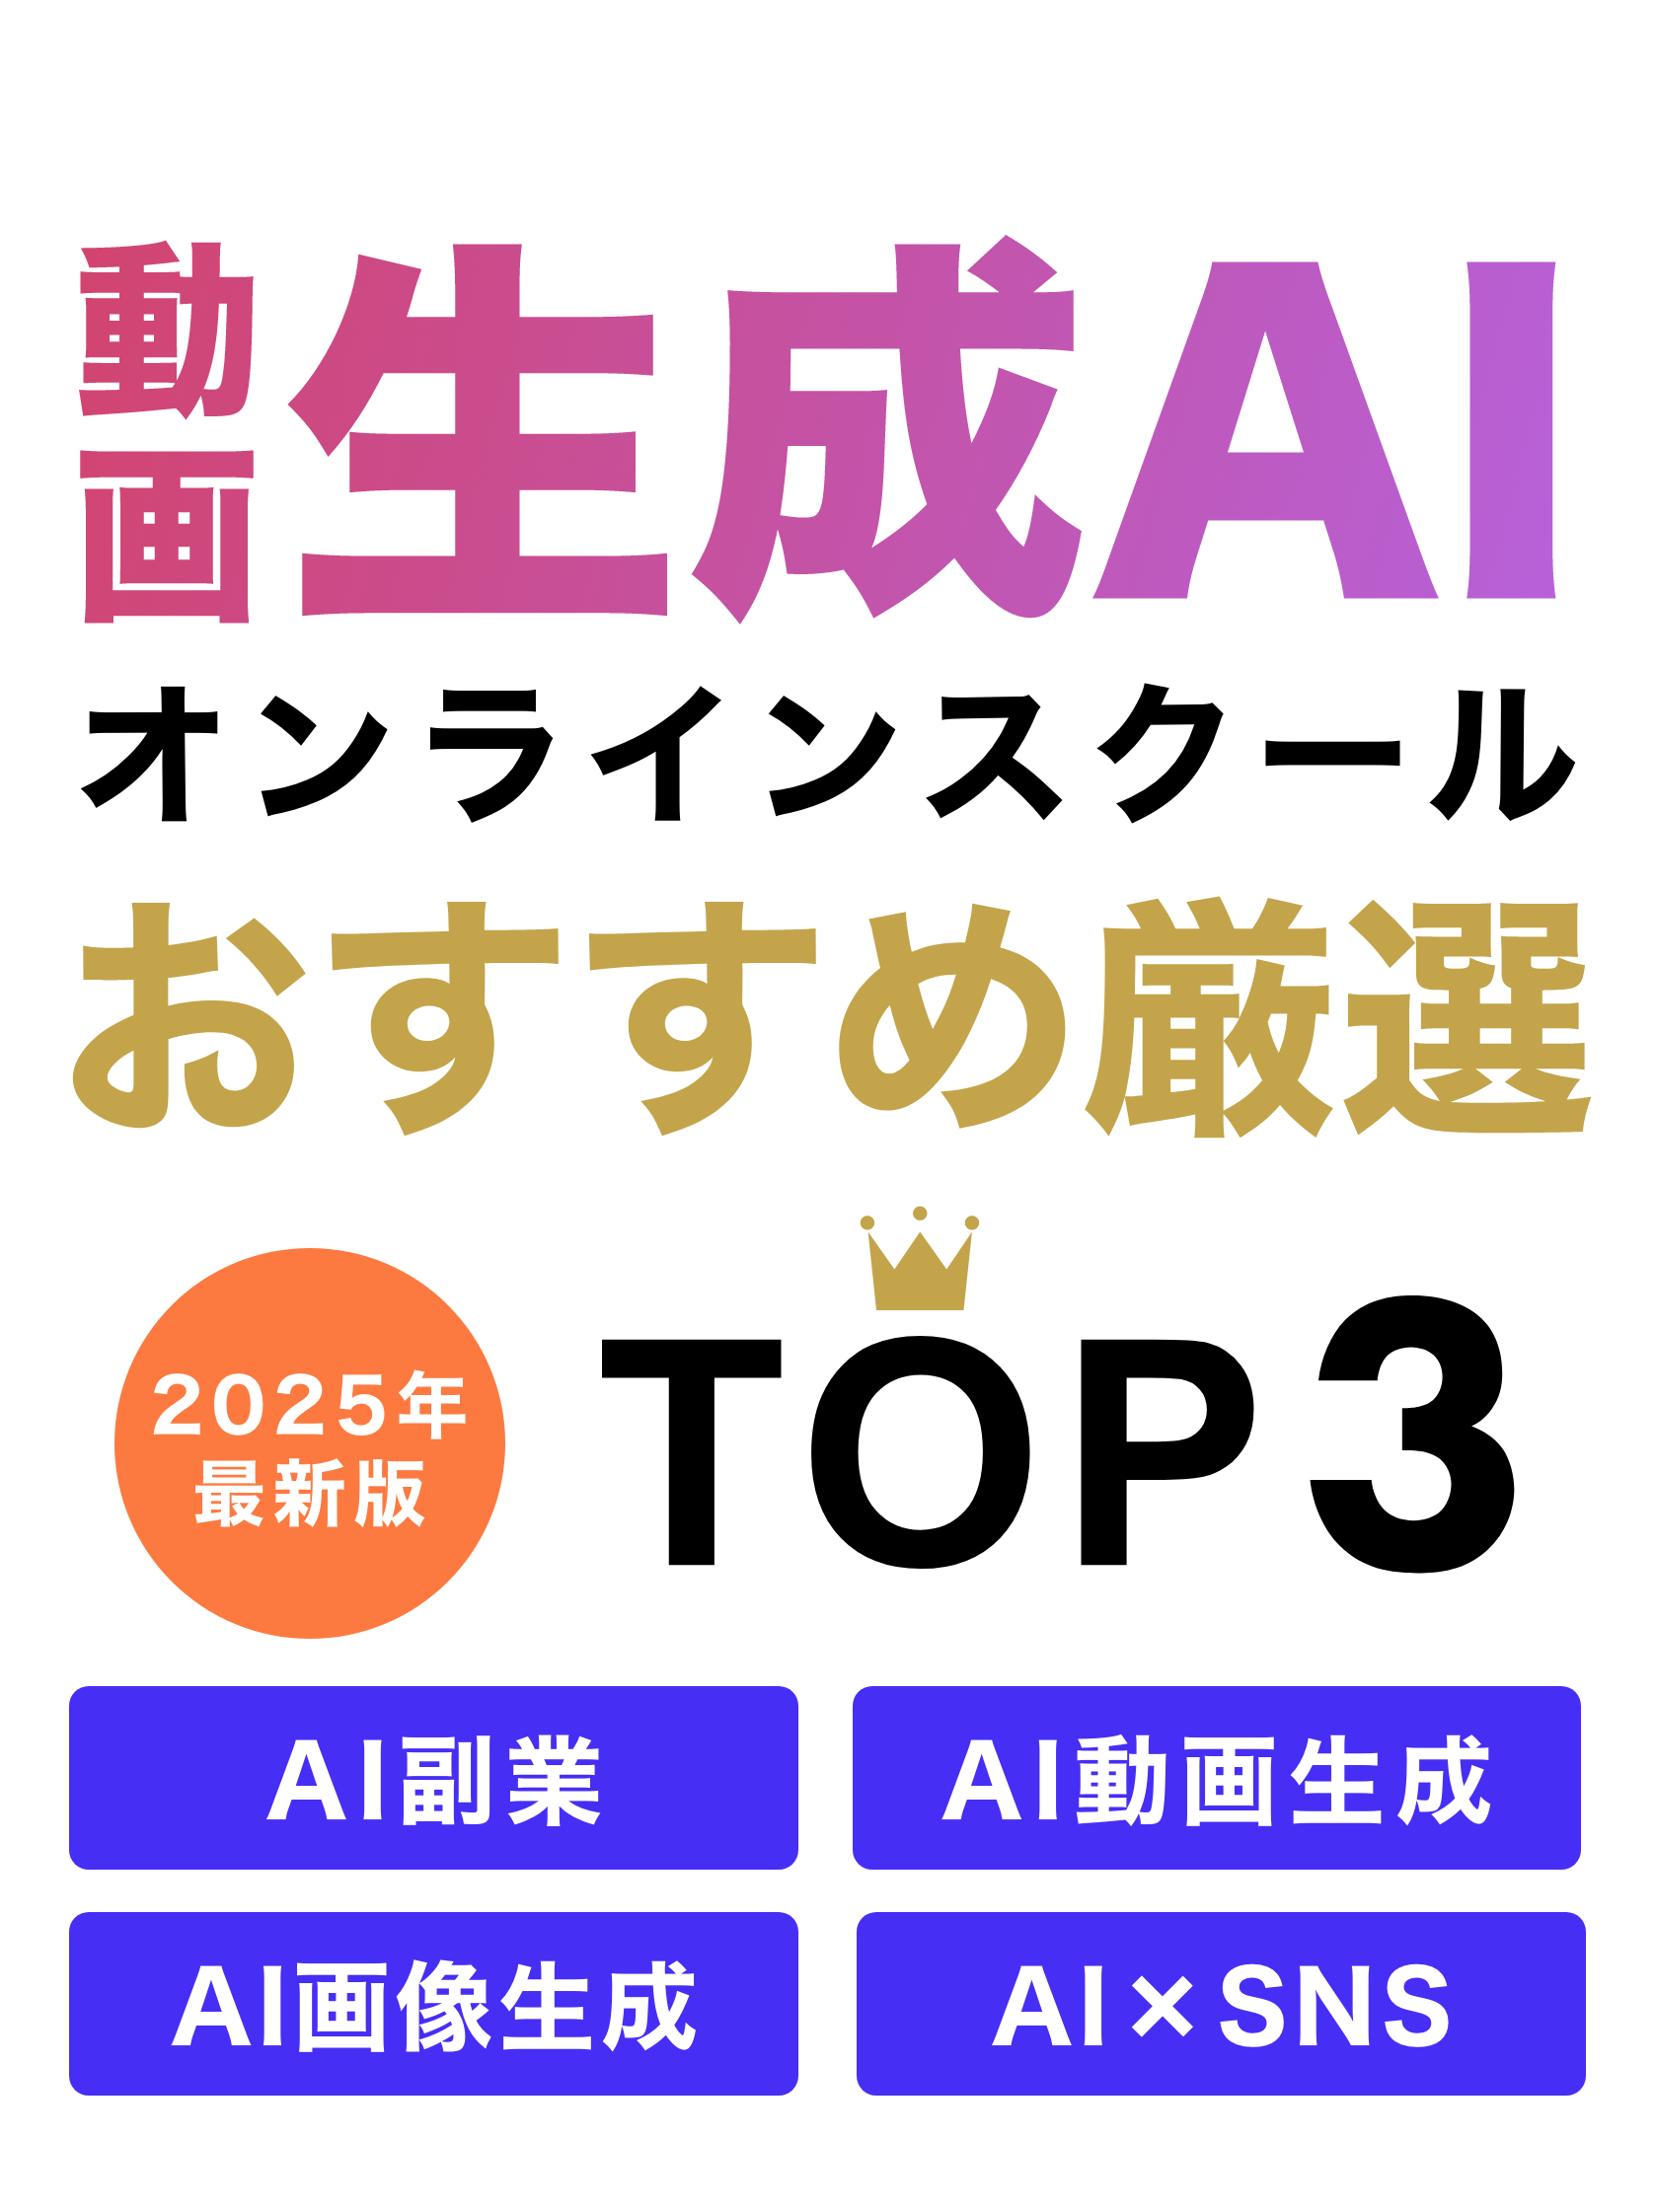 動画生成AI
オンラインスクール
おすすめ厳選
2025年
最新版
TOP3
AI副業
AI動画生成
AI画像生成
AI×SNS